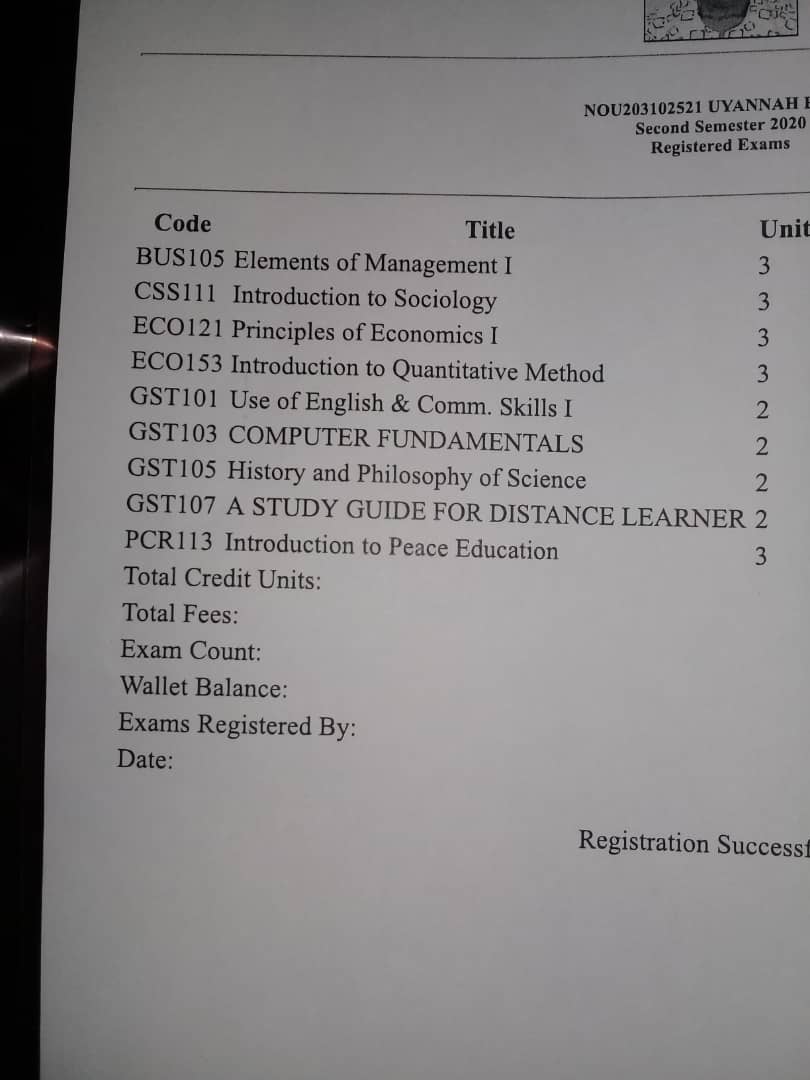 NOU203102521 UYANNAH
Second Semester 2020
Registered Exams
Code Title Unit
BUS105 Elements of Management I 3
CSS111 Introduction to Sociology 3
ECO121 Principles of Economics I 3
ECO153 Introduction to Quantitative Method 3
GST101 Use of English & Comm. Skills I 2
GST103 COMPUTER FUNDAMENTALS 2
GST105 History and Philosophy of Science 2
GST107 A STUDY GUIDE FOR DISTANCE LEARNER 2
PCR113 Introduction to Peace Education 3
Total Credit Units:
Total Fees:
Exam Count:
Wallet Balance:
Exams Registered By:
Date:
Registration